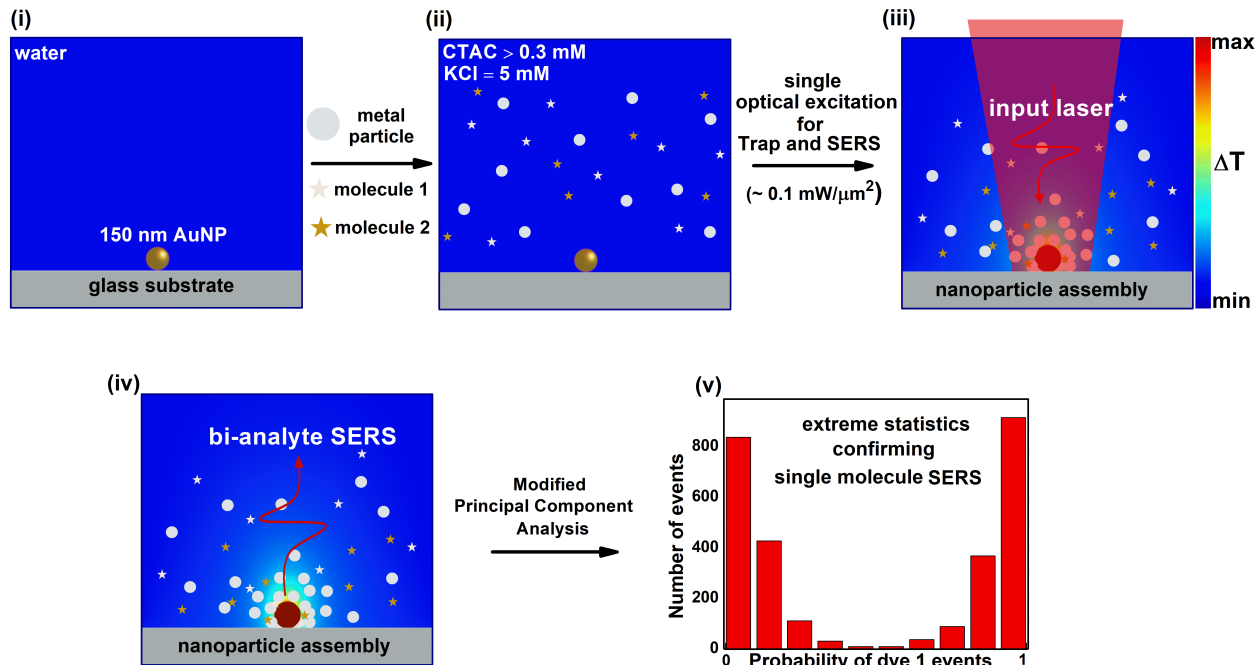 (i)
water
150 nm AuNP
glass substrate
metal
particle
molecule 1
molecule 2
(ii)
CTAC > 0.3 mM
KCl = 5 mM
single
optical excitation
for
Trap and SERS
(~ 0.1 mW/μm²)
(iii)
input laser
nanoparticle assembly
max
ΔT
min
(iv)
bi-analyte SERS
nanoparticle assembly
Modified
Principal Component
Analysis
(v)
extreme statistics
confirming
single molecule SERS
Number of events
800
600
400
200
0
0
Probability of dye 1 events
1